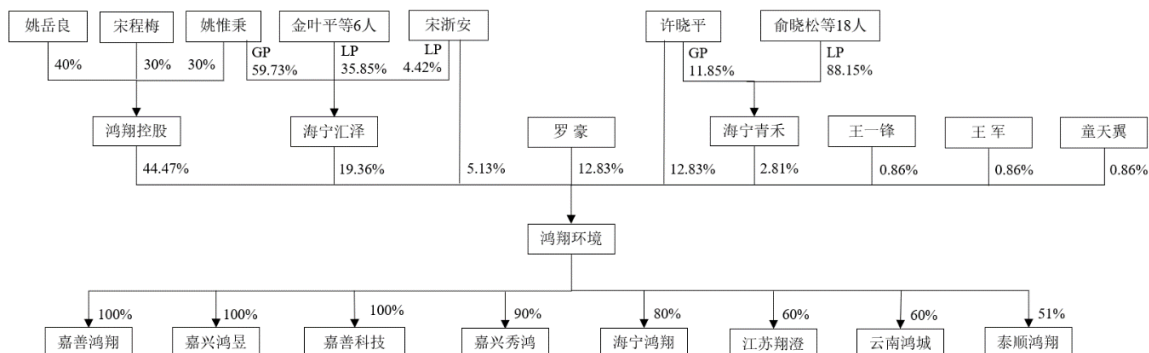 姚岳良
宋程梅
姚惟秉
金叶平等6人
宋浙安
许晓平
俞晓松等18人
40%
30%
30%
GP
59.73%
LP
35.85%
LP
4.42%
GP
11.85%
LP
88.15%
鸿翔控股
海宁汇泽
罗 豪
海宁青禾
王一锋
王 军
童天翼
44.47%
19.36%
5.13%
12.83%
12.83%
2.81%
0.86%
0.86%
0.86%
鸿翔环境
100%
100%
100%
90%
80%
60%
60%
51%
嘉善鸿翔
嘉兴鸿昱
嘉善科技
嘉兴秀鸿
海宁鸿翔
江苏翔澄
云南鸿城
泰顺鸿翔